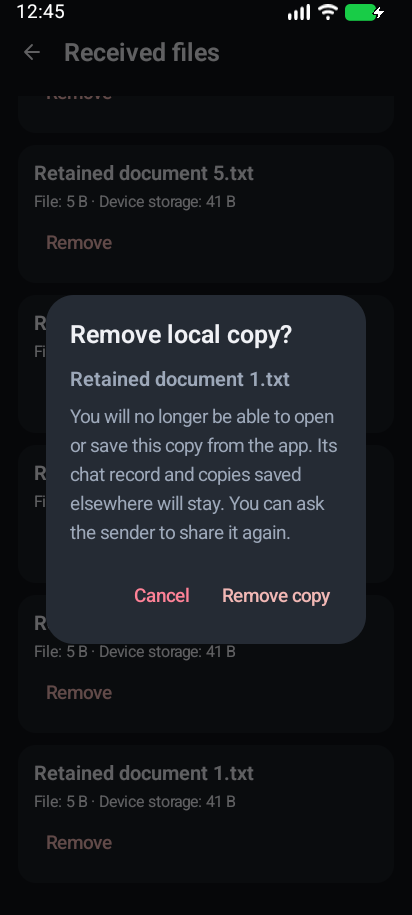 12:45
Received files
Remove
Retained document 5.txt
File: 5 B · Device storage: 41 B
Remove
R
Fi
Remove local copy?
Retained document 1.txt
You will no longer be able to open
or save this copy from the app. Its
chat record and copies saved
elsewhere will stay. You can ask
the sender to share it again.
Cancel
Remove copy
R
Fi
R
File: 5 B · Device storage: 41 B
Remove
Retained document 1.txt
File: 5 B · Device storage: 41 B
Remove